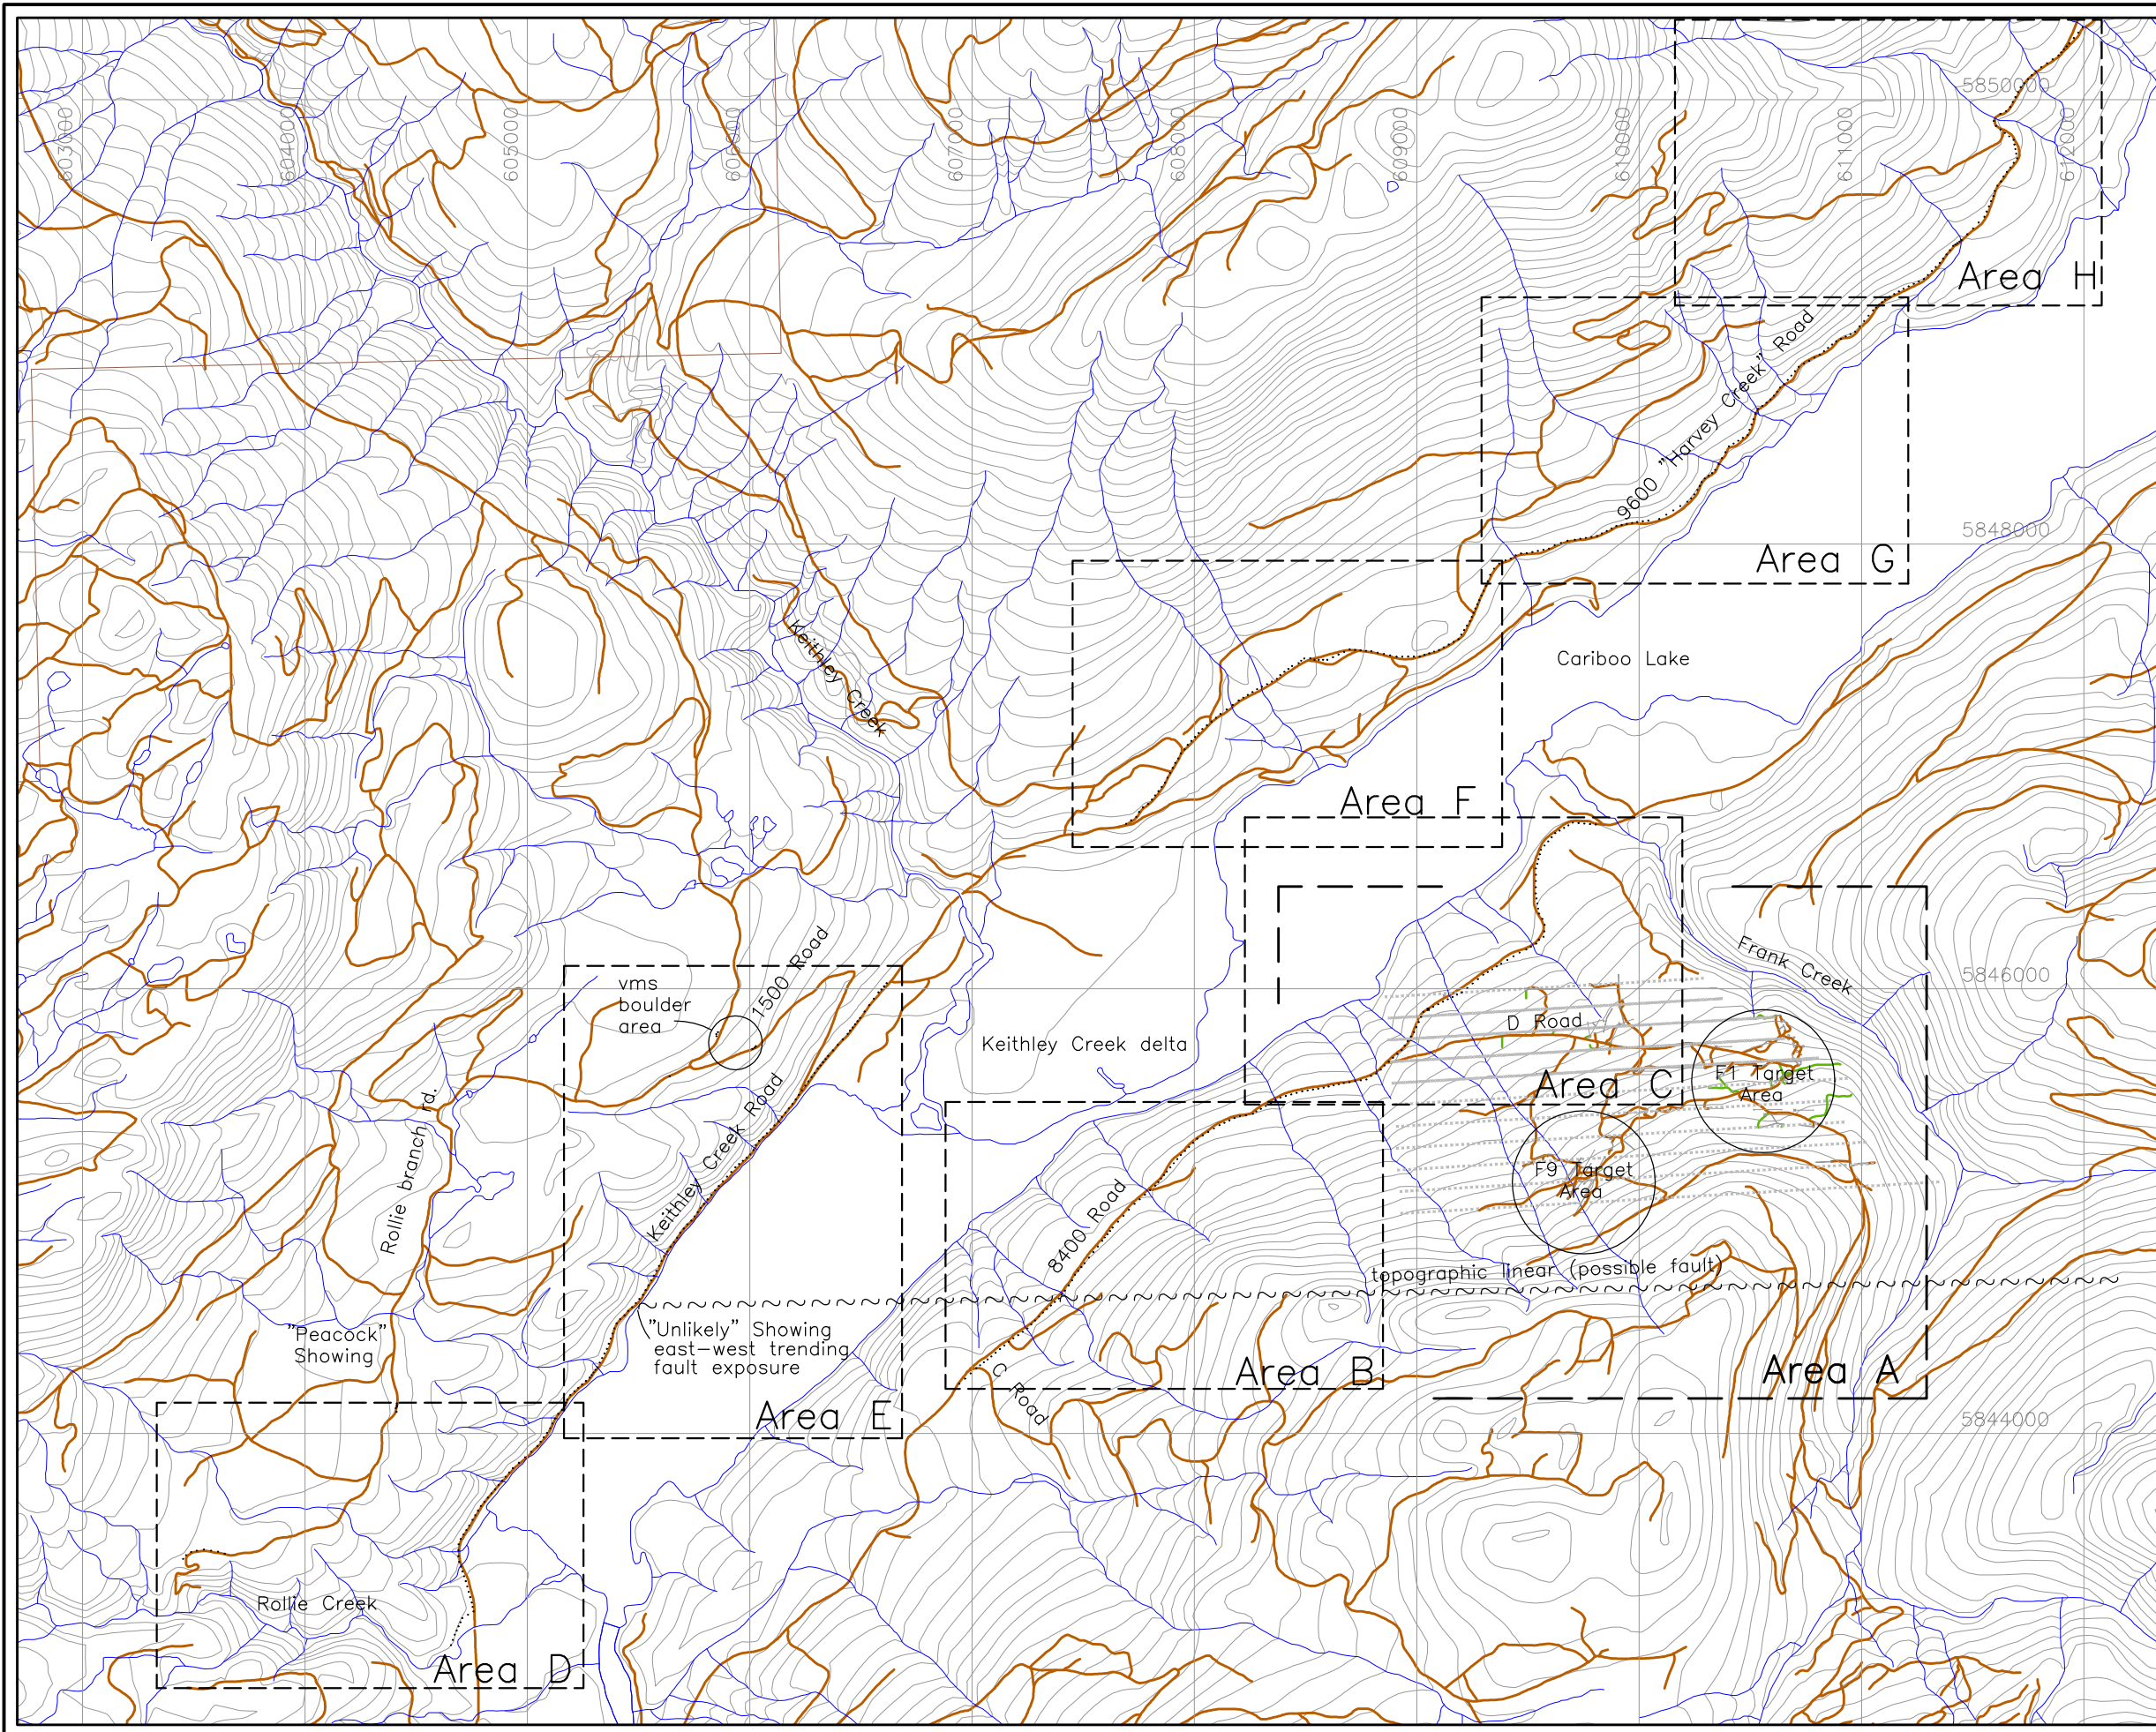 5850000
603000
604000
605000
606000
607000
608000
609000
610000
611000
612000
Area H
9600 "Harvey Creek" Road
5848000
Area G
Keithley Creek
Cariboo Lake
Area F
Frank Creek
5846000
1500 Road
vms
boulder
area
D Road
Keithley Creek delta
F1 Target
Area
Area C
Keithley Creek Road
Rollie branch rd.
F9 Target
Area
8400 Road
topographic linear (possible fault)
"Unlikely" Showing
east-west trending
fault exposure
"Peacock"
Showing
Area B
Area A
C Road
Area E
5844000
Rollie Creek
Area D